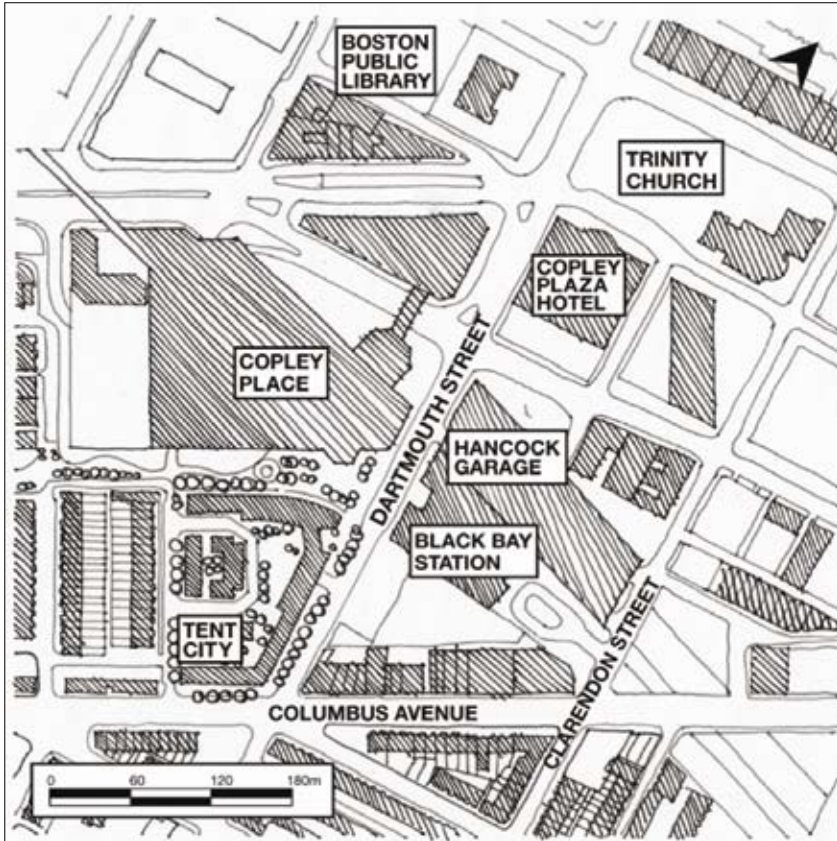 BOSTON
PUBLIC
LIBRARY
TRINITY
CHURCH
COPLEY
PLAZA
HOTEL
COPLEY
PLACE
DARTMOUTH STREET
HANCOCK
GARAGE
BLACK BAY
STATION
TENT
CITY
CLARENDON STREET
COLUMBUS AVENUE
0 60 120 180m